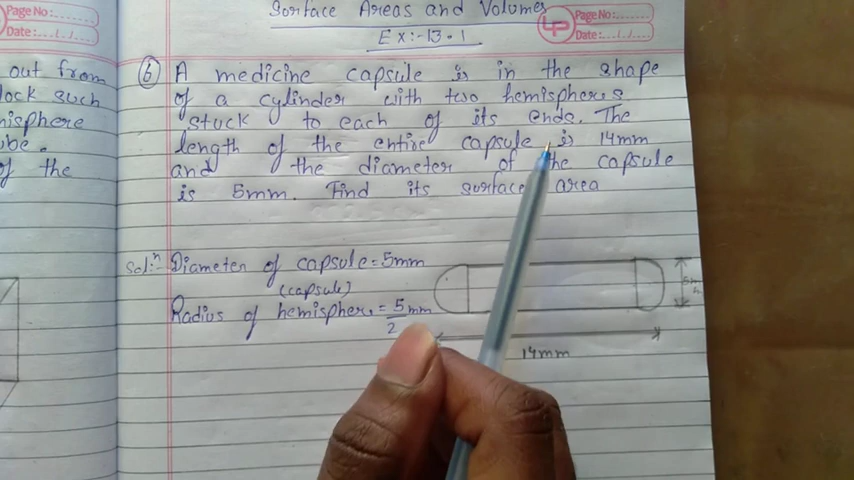 Page No:
Date:
Surface Areas and Volumes
Ex:-13.1
Page No:
Date:
out from
lock such
misphere
ube.
f the
6 A medicine capsule is in the shape
of a cylinder with two hemispheres
stuck to each of its ends. The
length of the entire capsule is 14mm
and the diameter of the capsule
is 5mm. Find its surface area
Sol:n- Diameter of capsule = 5mm
(capsule)
Radius of hemisphere = 5/2 mm
5m
14mm